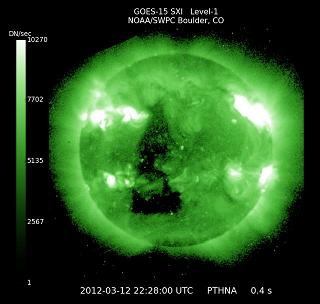 GOES-15 SXI Level-1
NOAA/SWPC Boulder, CO
DN/sec
10270
7702
5135
2567
1
2012-03-12 22:28:00 UTC PTHNA 0.4 s